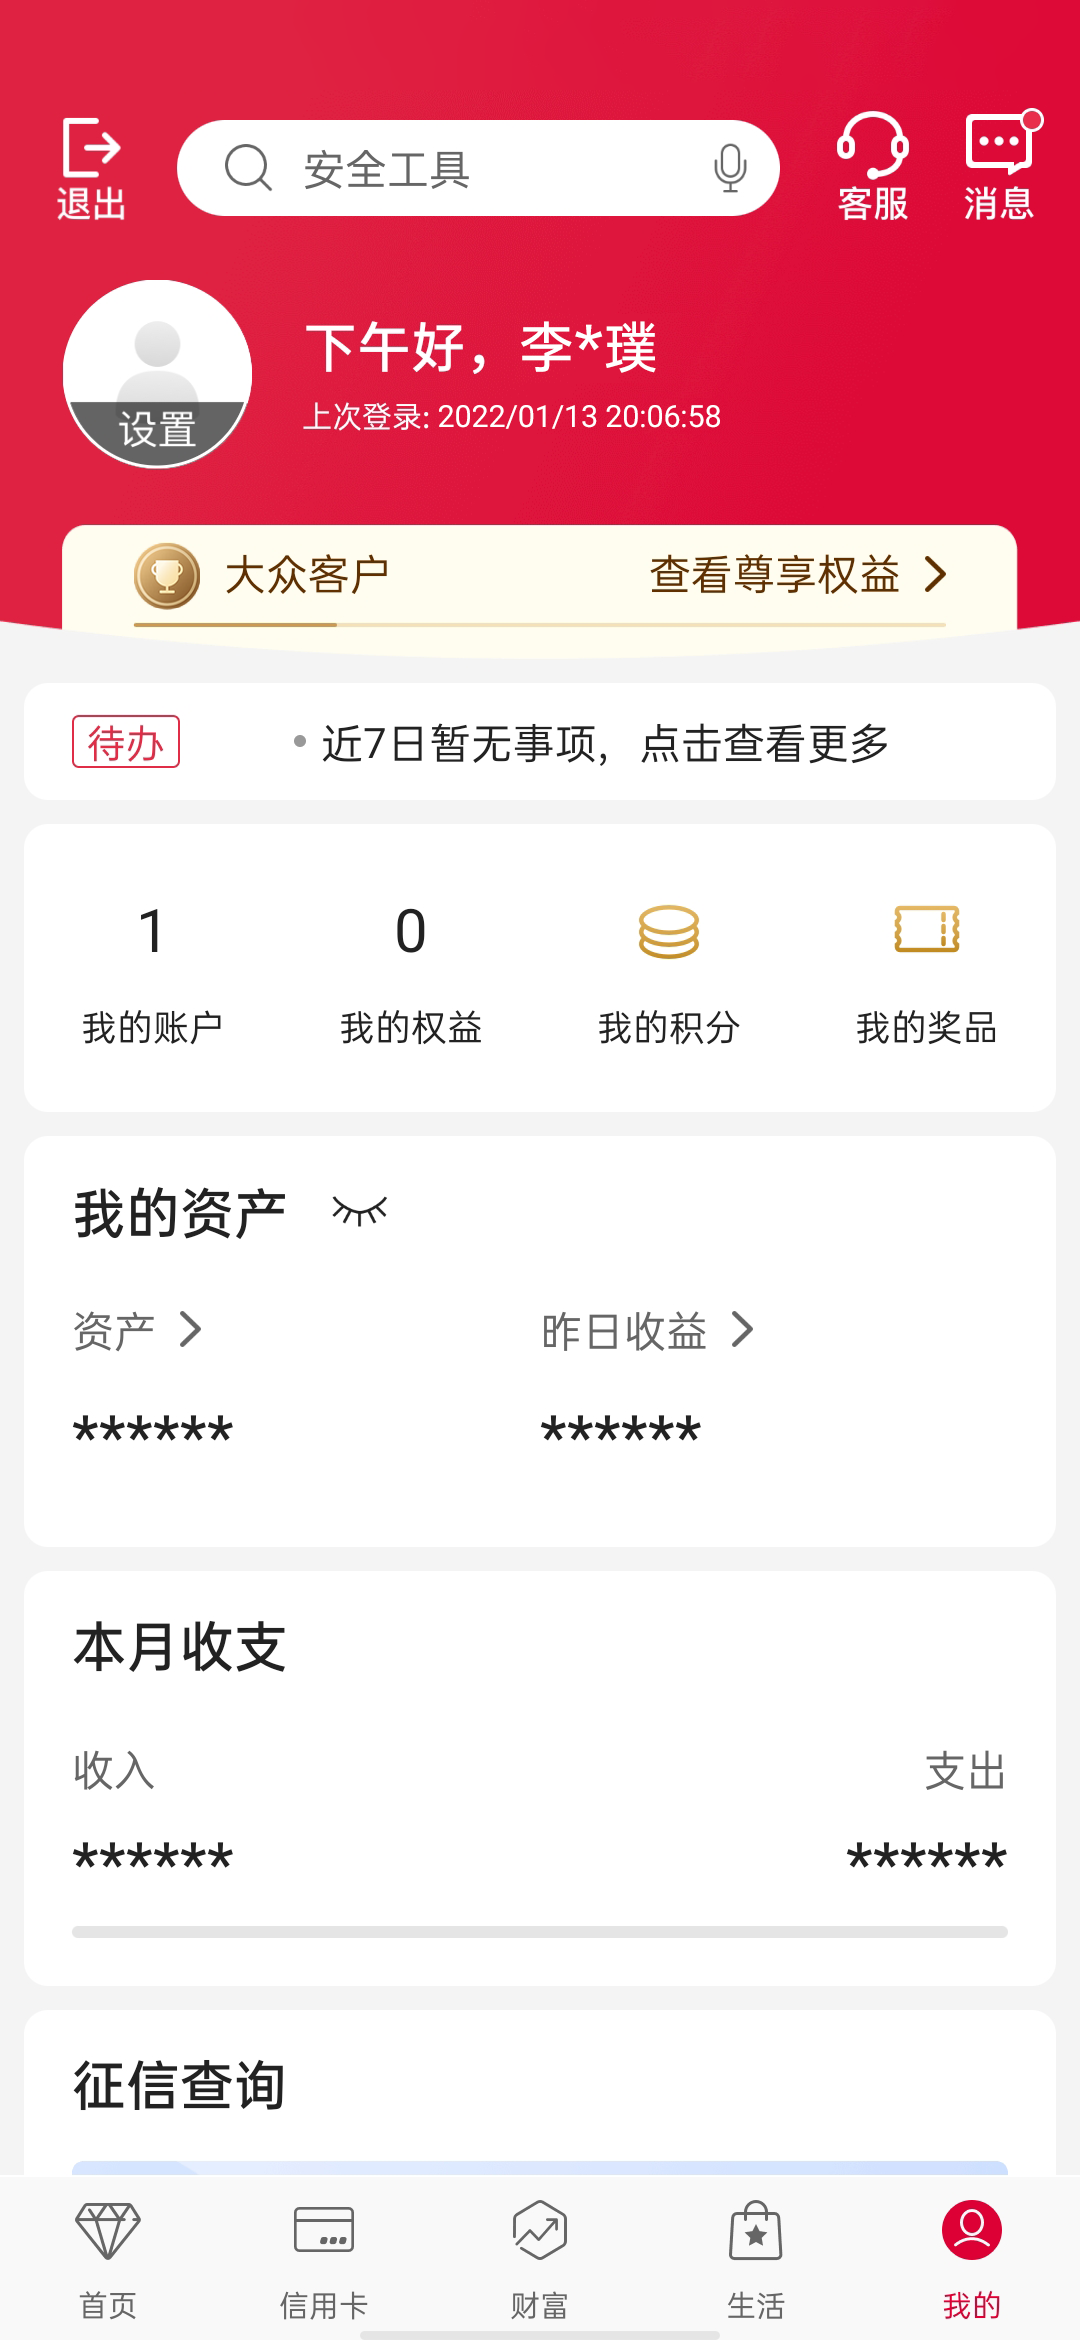 退出
安全工具
客服
消息
设置
下午好，李*璞
上次登录: 2022/01/13 20:06:58
大众客户
查看尊享权益
待办
近7日暂无事项，点击查看更多
1
0
我的账户
我的权益
我的积分
我的奖品
我的资产
资产
昨日收益
******
******
本月收支
收入
支出
******
******
征信查询
首页
信用卡
财富
生活
我的